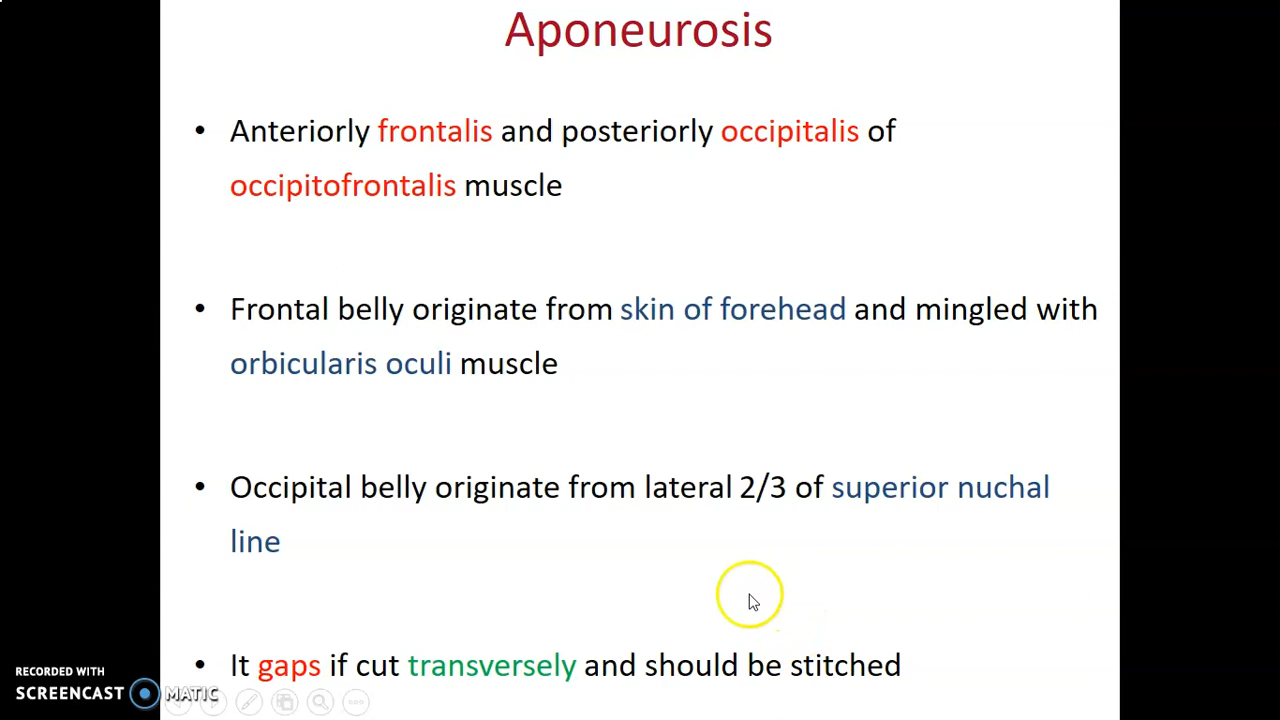 Aponeurosis
• Anteriorly frontalis and posteriorly occipitalis of
occipitofrontalis muscle
• Frontal belly originate from skin of forehead and mingled with
orbicularis oculi muscle
• Occipital belly originate from lateral 2/3 of superior nuchal
line
• It gaps if cut transversely and should be stitched
RECORDED WITH
SCREENCAST MATIC